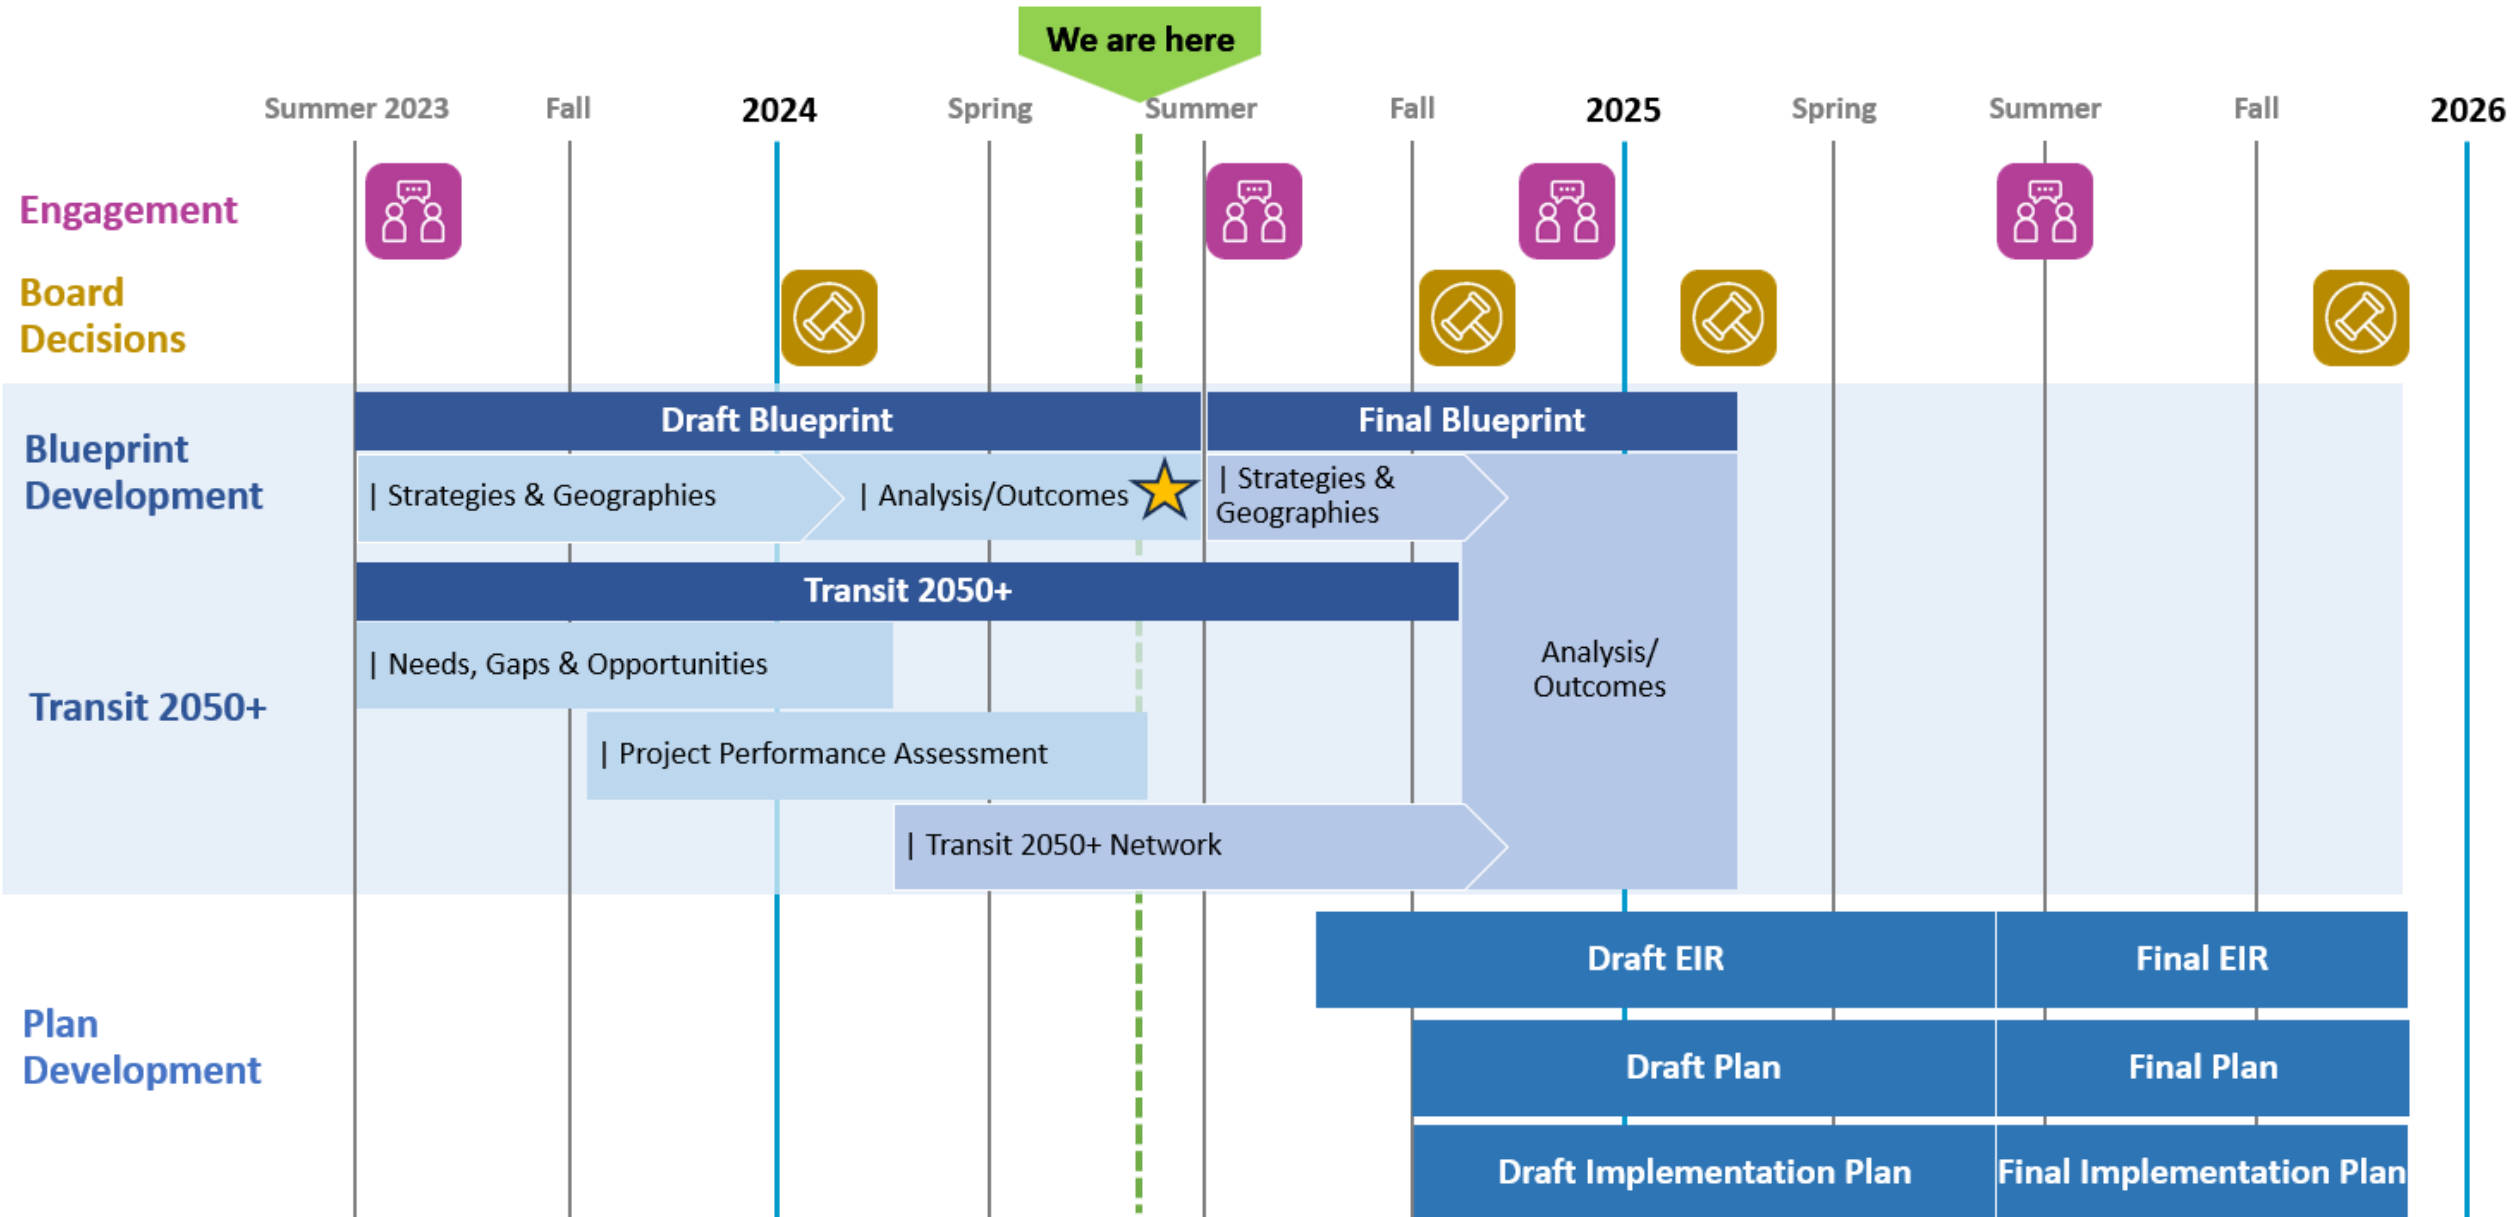 We are here
Summer 2023
Fall
2024
Spring
Summer
Fall
2025
Spring
Summer
Fall
2026
Engagement
Board
Decisions
Blueprint
Development
Draft Blueprint
Final Blueprint
| Strategies & Geographies
| Analysis/Outcomes
| Strategies &
Geographies
Transit 2050+
Transit 2050+
| Needs, Gaps & Opportunities
| Project Performance Assessment
| Transit 2050+ Network
Analysis/
Outcomes
Plan
Development
Draft EIR
Final EIR
Draft Plan
Final Plan
Draft Implementation Plan
Final Implementation Plan